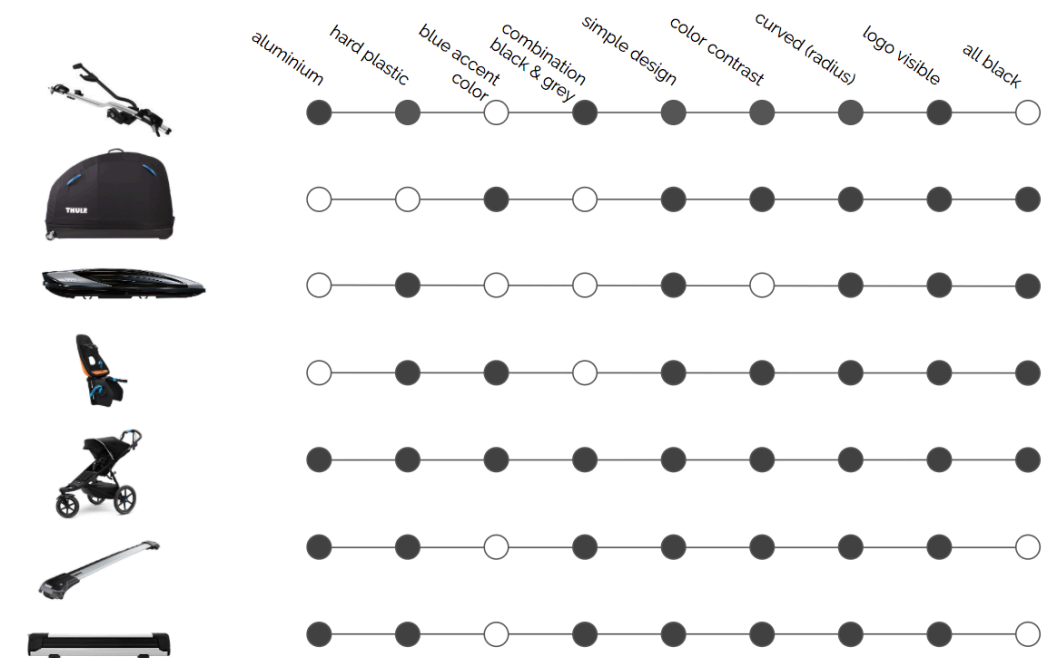 aluminium
hard plastic
blue accent
color
combination
black & grey
simple design
color contrast
curved (radius)
logo visible
all black
THULE